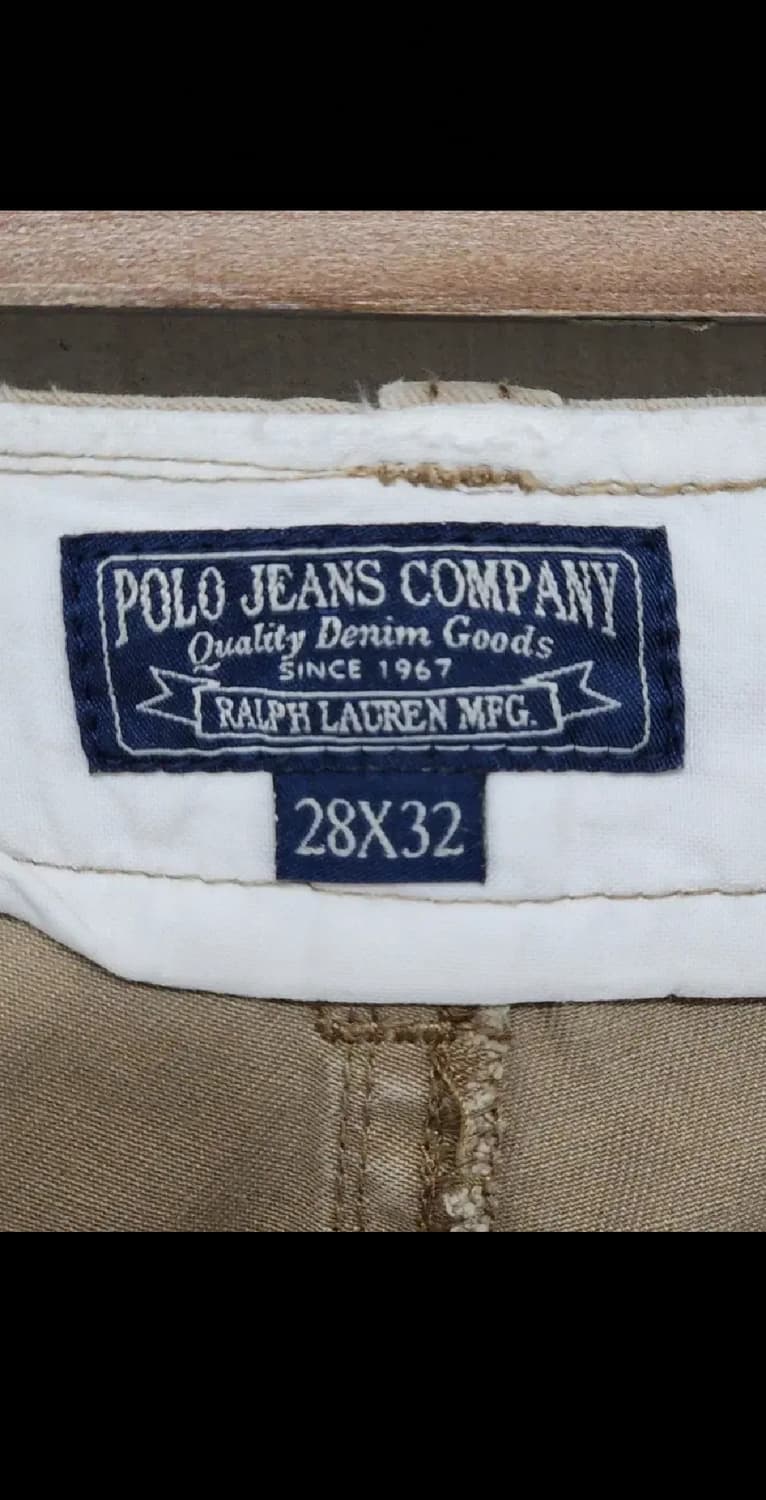 POLO JEANS COMPANY
Quality Denim Goods
SINCE 1967
RALPH LAUREN MFG.
28X32